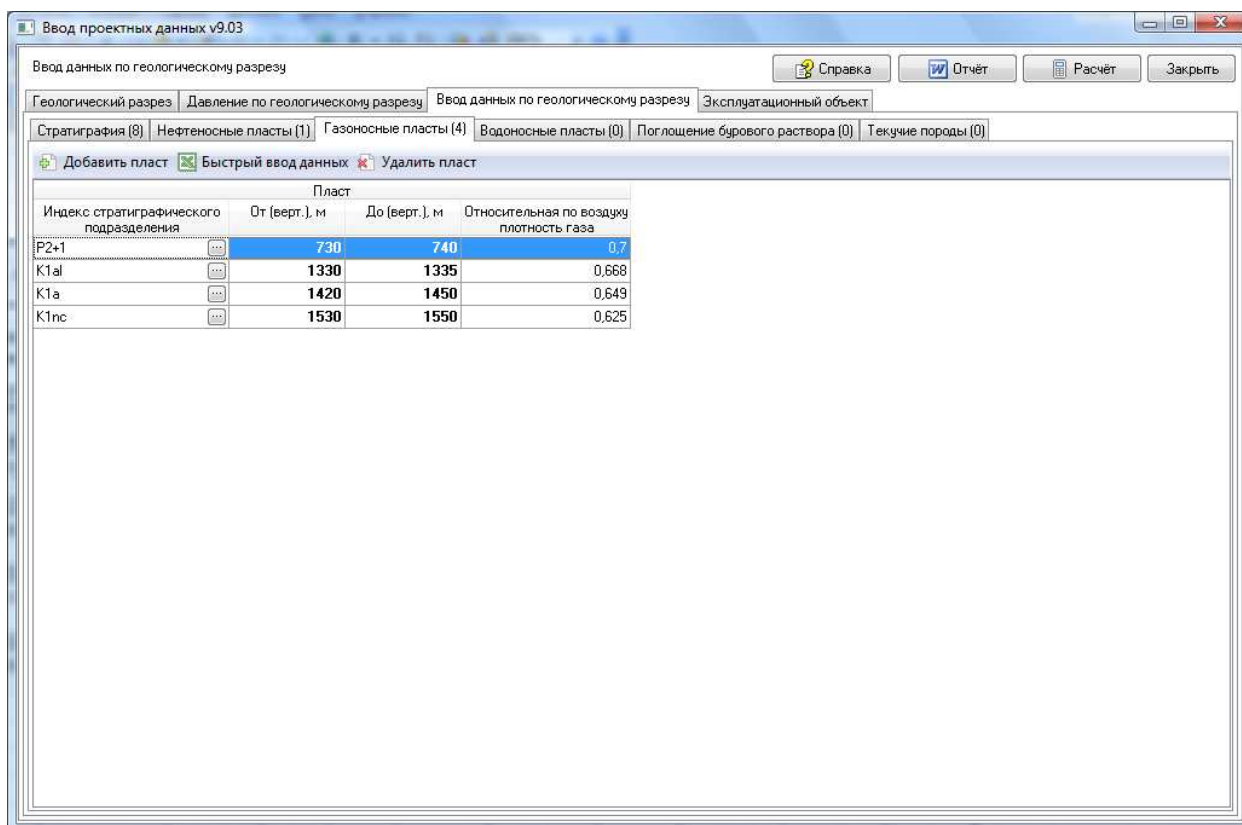 Ввод проектных данных v9.03
Ввод данных по геологическому разрезу
Справка Отчёт Расчёт Закрыть
Геологический разрез Давление по геологическому разрезу Ввод данных по геологическому разрезу Эксплуатационный объект
Стратиграфия (8) Нефтеносные пласты (1) Газоносные пласты (4) Водоносные пласты (0) Поглощение бурового раствора (0) Текучие породы (0)
Добавить пласт Быстрый ввод данных Удалить пласт
Пласт
Индекс стратиграфического подразделения От (верт.), м До (верт.), м Относительная по воздуху плотность газа
P2+1 ... 730 740 0,7
K1al ... 1330 1335 0,668
K1a ... 1420 1450 0,649
K1nc ... 1530 1550 0,625